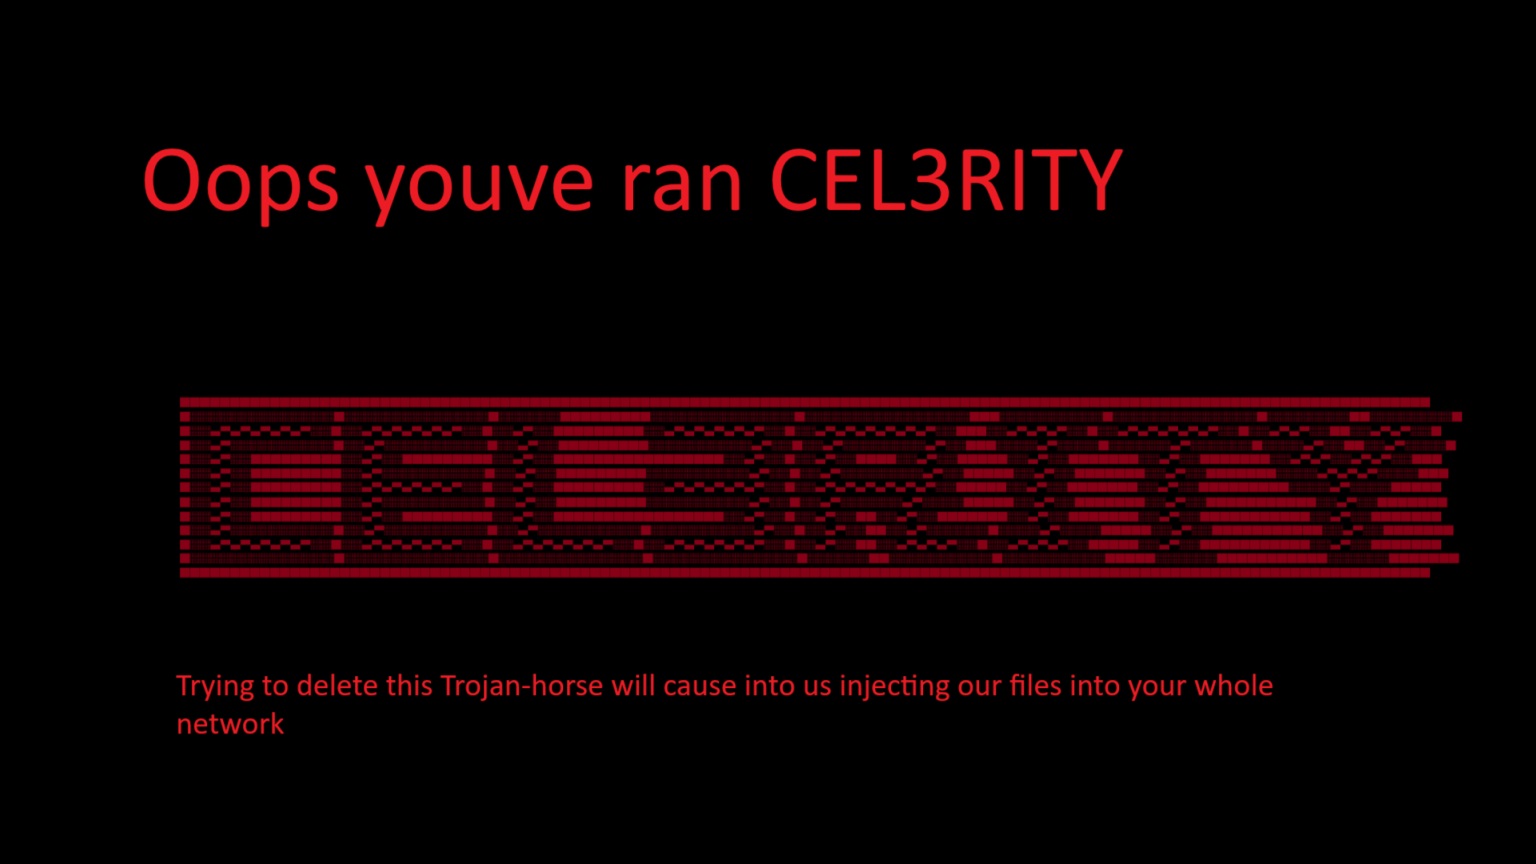 Oops youve ran CEL3RITY
CEL3RITY
Trying to delete this Trojan-horse will cause into us injecting our files into your whole
network